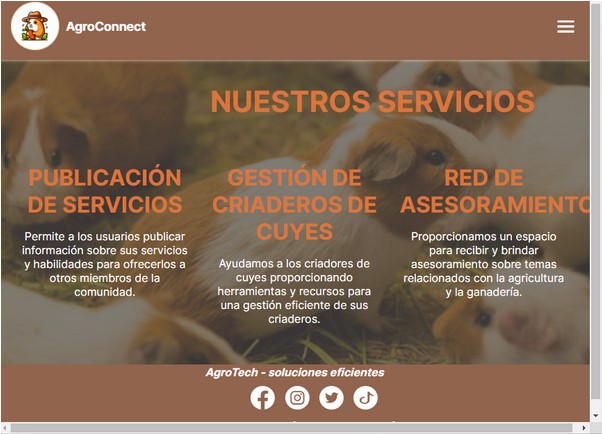 AgroConnect
NUESTROS SERVICIOS
PUBLICACIÓN
DE SERVICIOS
Permite a los usuarios publicar
información sobre sus servicios
y habilidades para ofrecerlos a
otros miembros de la
comunidad.
GESTIÓN DE
CRIADEROS DE
CUYES
Ayudamos a los criadores de
cuyes proporcionando
herramientas y recursos para
una gestión eficiente de sus
criaderos.
RED DE
ASESORAMIENTO
Proporcionamos un espacio
para recibir y brindar
asesoramiento sobre temas
relacionados con la agricultura
y la ganadería.
AgroTech - soluciones eficientes